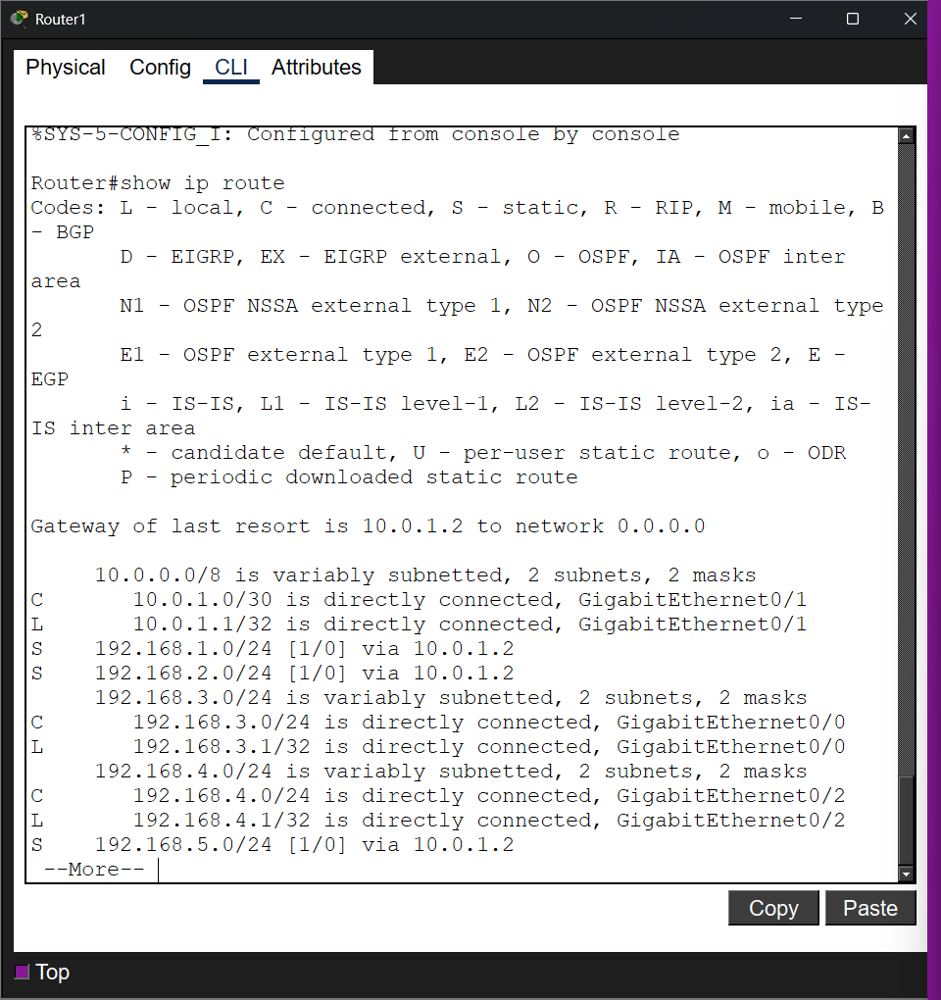 Router1
Physical Config CLI Attributes
%SYS-5-CONFIG_I: Configured from console by console
Router#show ip route
Codes: L - local, C - connected, S - static, R - RIP, M - mobile, B
- BGP
D - EIGRP, EX - EIGRP external, O - OSPF, IA - OSPF inter
area
N1 - OSPF NSSA external type 1, N2 - OSPF NSSA external type
2
E1 - OSPF external type 1, E2 - OSPF external type 2, E -
EGP
i - IS-IS, L1 - IS-IS level-1, L2 - IS-IS level-2, ia - IS-
IS inter area
* - candidate default, U - per-user static route, o - ODR
P - periodic downloaded static route
Gateway of last resort is 10.0.1.2 to network 0.0.0.0
10.0.0.0/8 is variably subnetted, 2 subnets, 2 masks
C 10.0.1.0/30 is directly connected, GigabitEthernet0/1
L 10.0.1.1/32 is directly connected, GigabitEthernet0/1
S 192.168.1.0/24 [1/0] via 10.0.1.2
S 192.168.2.0/24 [1/0] via 10.0.1.2
192.168.3.0/24 is variably subnetted, 2 subnets, 2 masks
C 192.168.3.0/24 is directly connected, GigabitEthernet0/0
L 192.168.3.1/32 is directly connected, GigabitEthernet0/0
192.168.4.0/24 is variably subnetted, 2 subnets, 2 masks
C 192.168.4.0/24 is directly connected, GigabitEthernet0/2
L 192.168.4.1/32 is directly connected, GigabitEthernet0/2
S 192.168.5.0/24 [1/0] via 10.0.1.2
--More--
Copy Paste
Top